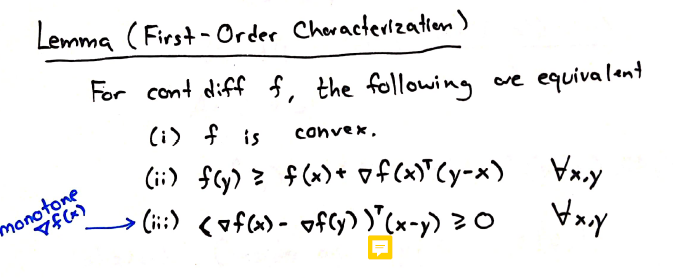 Lemma (First-Order Characterization)
For cont diff f, the following are equivalent
(i) f is convex.
(ii) f(y) ≥ f(x) + ∇f(x)ᵀ(y-x) ∀x,y
monotone
∇f(x)
(iii) (∇f(x) - ∇f(y))ᵀ(x-y) ≥ 0 ∀x,y